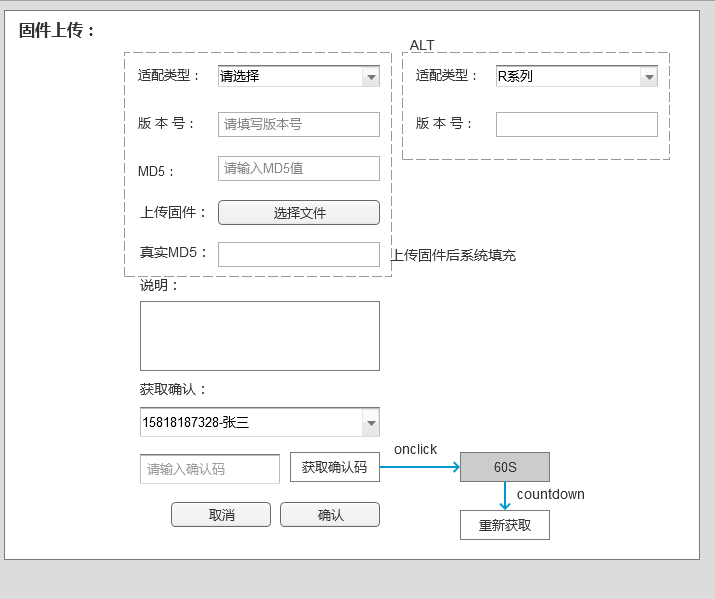 固件上传：
ALT
适配类型： 请选择
适配类型： R系列
版 本 号： 请填写版本号
版 本 号：
MD5： 请输入MD5值
上传固件： 选择文件
真实MD5： 上传固件后系统填充
说明：
获取确认：
15818187328-张三
onclick
请输入确认码 获取确认码 60S
countdown
取消 确认
重新获取